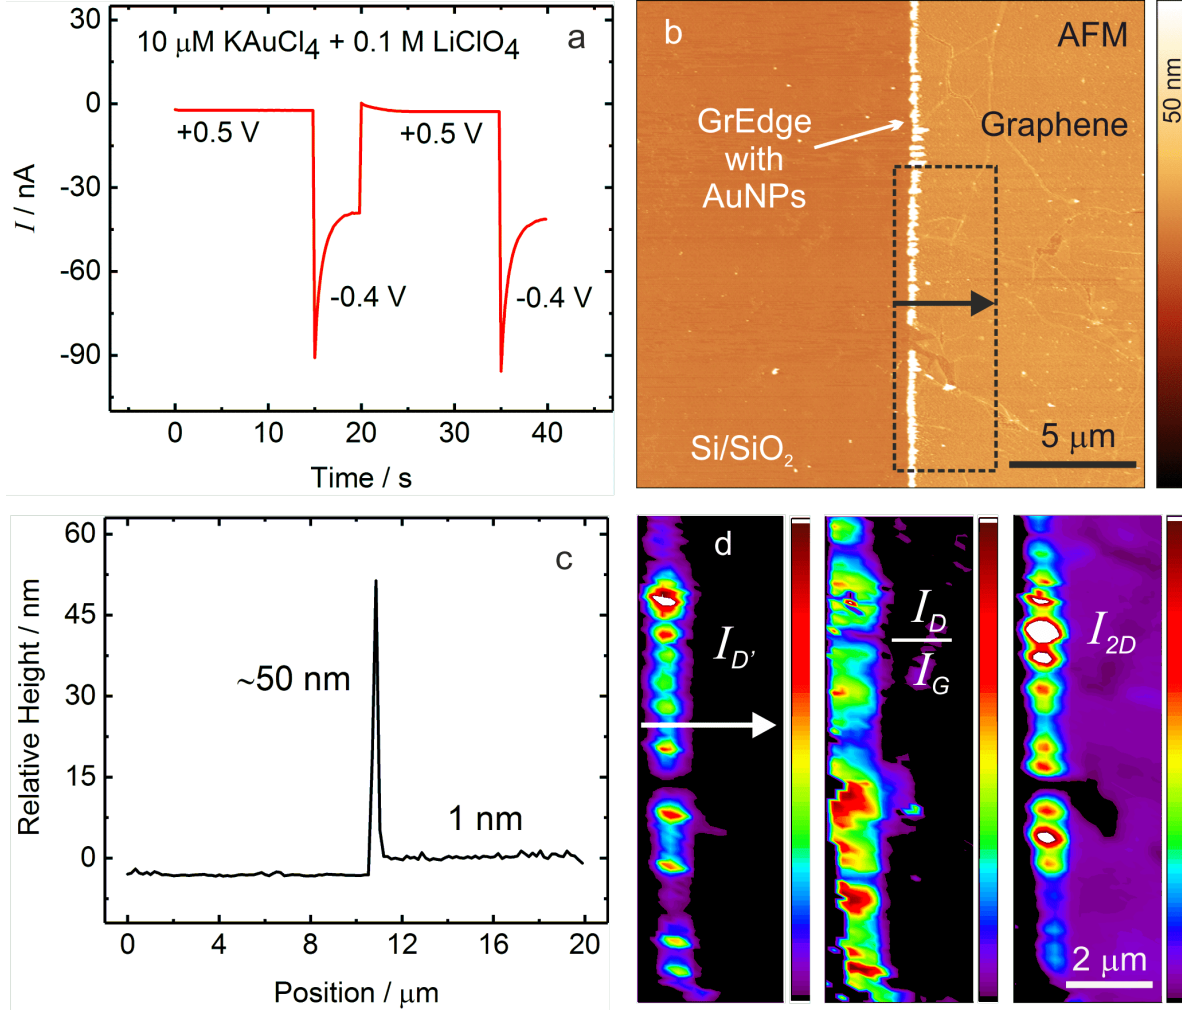 10 μM KAuCl4 + 0.1 M LiClO4
a
30
0
-30
-60
-90
I / nA
+0.5 V
+0.5 V
-0.4 V
-0.4 V
0
10
20
30
40
Time / s
b
AFM
GrEdge
with
AuNPs
Graphene
Si/SiO2
5 μm
50 nm
c
60
45
30
15
0
Relative Height / nm
~50 nm
1 nm
0
4
8
12
16
20
Position / μm
d
ID'
ID
IG
I2D
2 μm